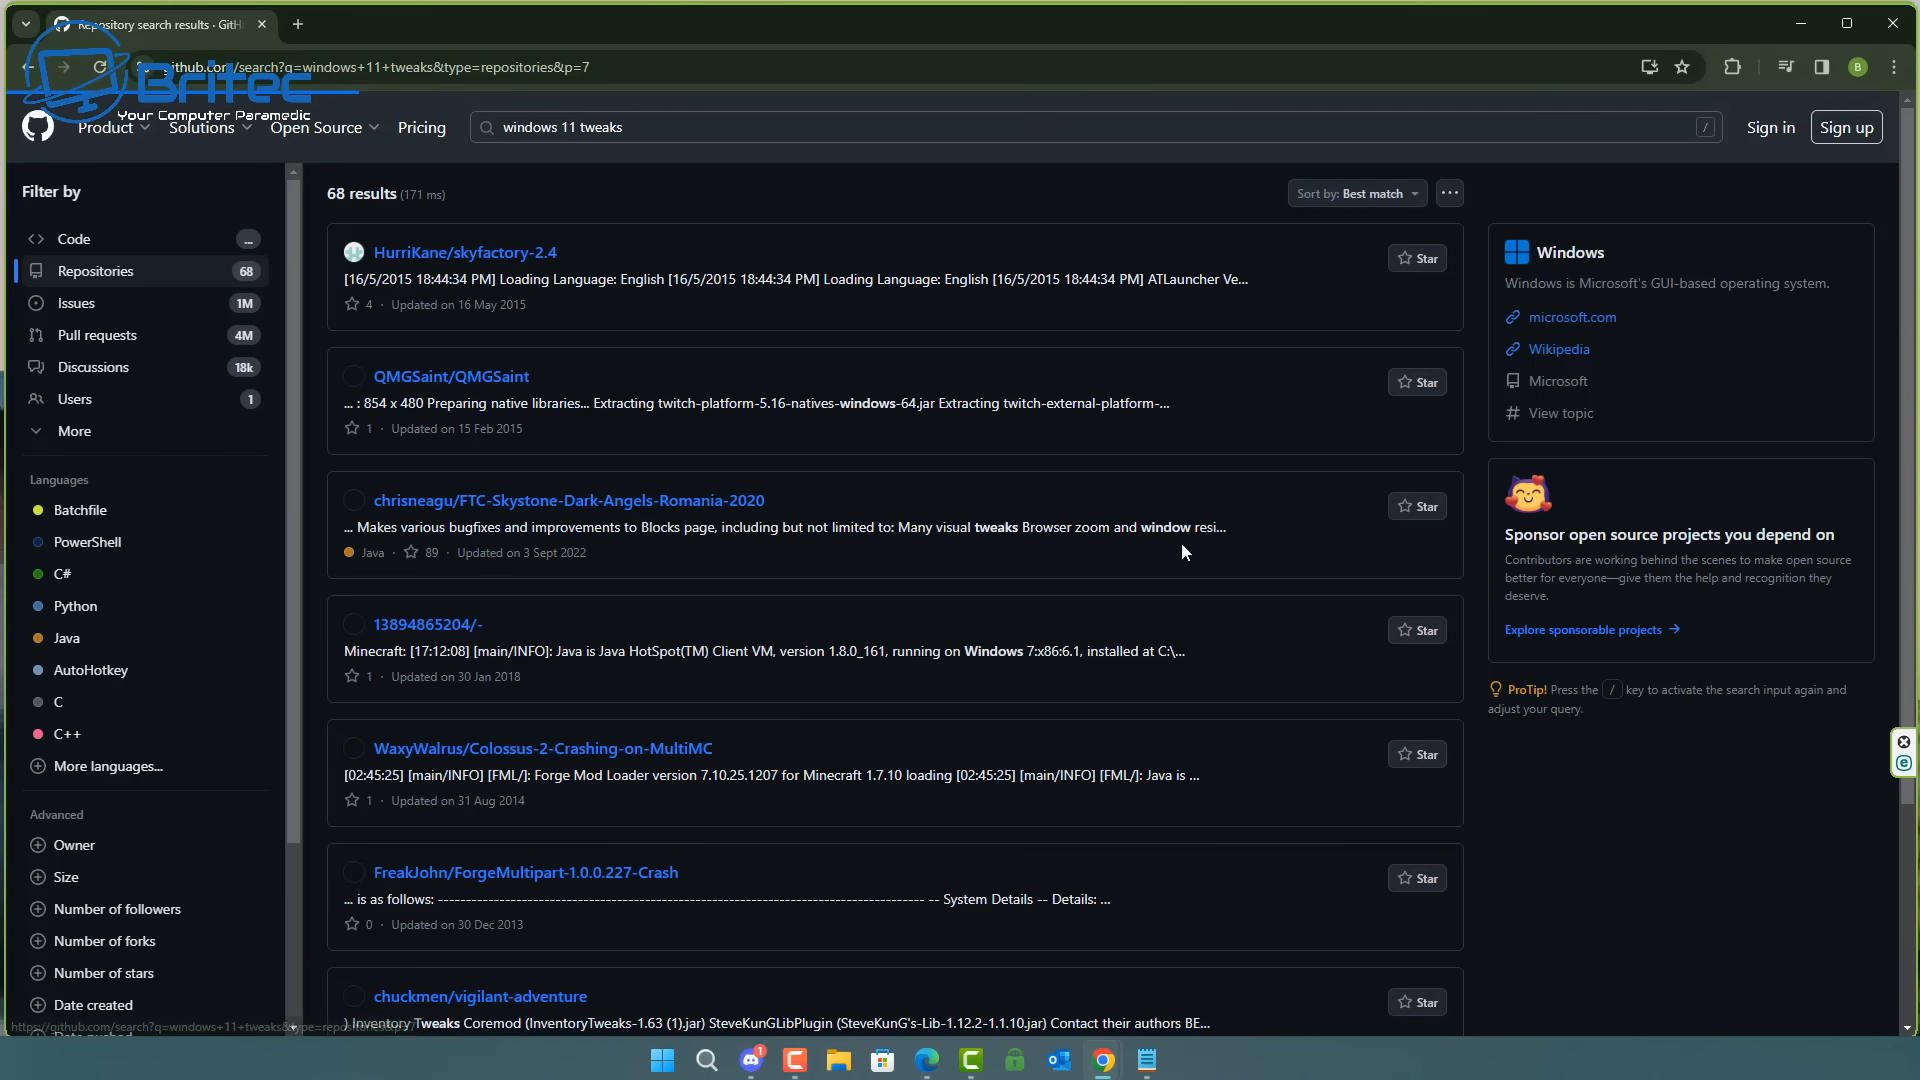 Repository search results · GitH
github.com/search?q=windows+11+tweaks&type=repositories&p=7
B
Britec
Your Computer Paramedic
Product
Solutions
Open Source
Pricing
windows 11 tweaks
/
Sign in
Sign up
Filter by
Code
...
Repositories
68
Issues
1M
Pull requests
4M
Discussions
18k
Users
1
More
Languages
Batchfile
PowerShell
C#
Python
Java
AutoHotkey
C
C++
More languages...
Advanced
Owner
Size
Number of followers
Number of forks
Number of stars
Date created
https://github.com/search?q=windows+11+tweaks&type=repositories&p=7
68 results (171 ms)
Sort by: Best match
HurriKane/skyfactory-2.4
Star
[16/5/2015 18:44:34 PM] Loading Language: English [16/5/2015 18:44:34 PM] Loading Language: English [16/5/2015 18:44:34 PM] ATLauncher Ve...
4 · Updated on 16 May 2015
QMGSaint/QMGSaint
Star
... : 854 x 480 Preparing native libraries... Extracting twitch-platform-5.16-natives-windows-64.jar Extracting twitch-external-platform-...
1 · Updated on 15 Feb 2015
chrisneagu/FTC-Skystone-Dark-Angels-Romania-2020
Star
... Makes various bugfixes and improvements to Blocks page, including but not limited to: Many visual tweaks Browser zoom and window resi...
Java · 89 · Updated on 3 Sept 2022
13894865204/-
Star
Minecraft: [17:12:08] [main/INFO]: Java is Java HotSpot(TM) Client VM, version 1.8.0_161, running on Windows 7:x86:6.1, installed at C:\...
1 · Updated on 30 Jan 2018
WaxyWalrus/Colossus-2-Crashing-on-MultiMC
Star
[02:45:25] [main/INFO] [FML/]: Forge Mod Loader version 7.10.25.1207 for Minecraft 1.7.10 loading [02:45:25] [main/INFO] [FML/]: Java is ...
1 · Updated on 31 Aug 2014
FreakJohn/ForgeMultipart-1.0.0.227-Crash
Star
... is as follows: --------------------------------------------------------------------------------------- -- System Details -- Details: ...
0 · Updated on 30 Dec 2013
chuckmen/vigilant-adventure
Star
) Inventory Tweaks Coremod (InventoryTweaks-1.63 (1).jar) SteveKunGLibPlugin (SteveKunG's-Lib-1.12.2-1.1.10.jar) Contact their authors BE...
Windows
Windows is Microsoft's GUI-based operating system.
microsoft.com
Wikipedia
Microsoft
View topic
Sponsor open source projects you depend on
Contributors are working behind the scenes to make open source
better for everyone—give them the help and recognition they
deserve.
Explore sponsorable projects →
ProTip! Press the / key to activate the search input again and
adjust your query.
1